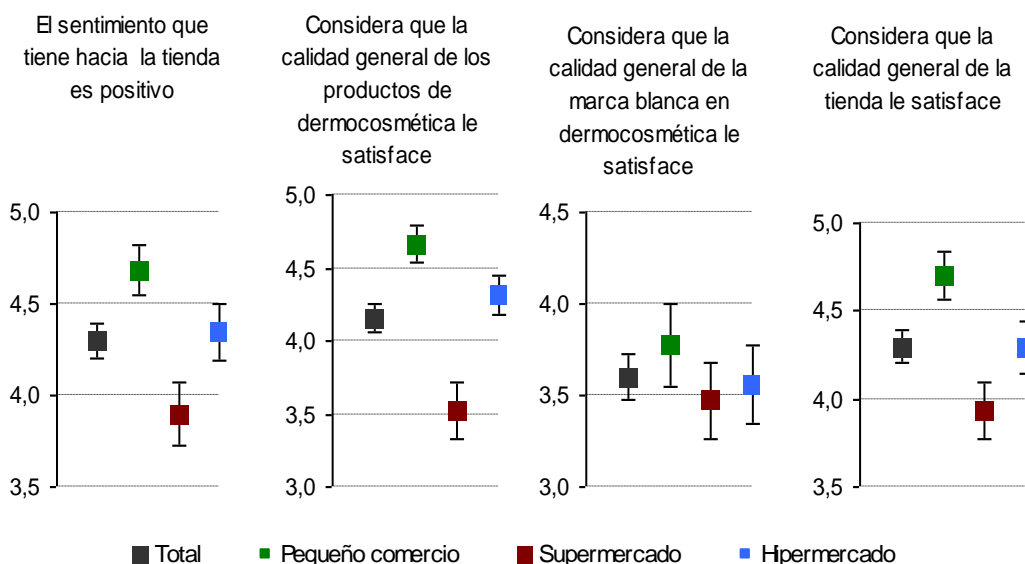 El sentimiento que
tiene hacia la tienda
es positivo
Considera que la
calidad general de los
productos de
dermocosmética le
satisface
Considera que la
calidad general de la
marca blanca en
dermocosmética le
satisface
Considera que la
calidad general de la
tienda le satisface
5,0
4,5
4,0
3,5
5,0
4,5
4,0
3,5
3,0
4,5
4,0
3,5
3,0
5,0
4,5
4,0
3,5
Total
Pequeño comercio
Supermercado
Hipermercado